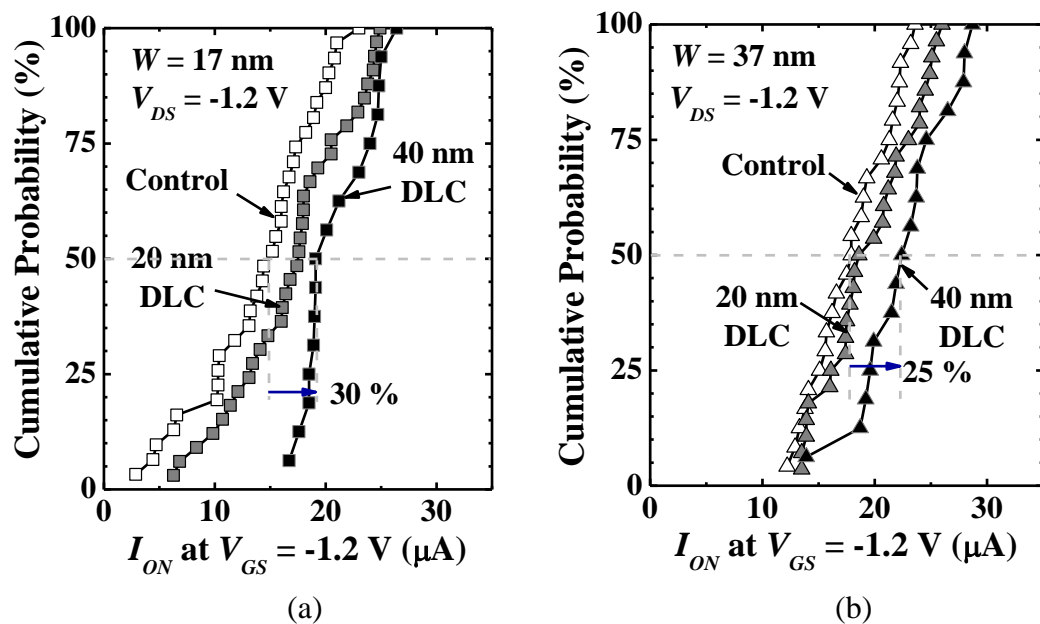 100
75
50
25
0
Cumulative Probability (%)
W = 17 nm
V_DS = -1.2 V
40 nm
DLC
Control
20 nm
DLC
30 %
0 10 20 30
I_ON at V_GS = -1.2 V (μA)
(a)
100
75
50
25
0
Cumulative Probability (%)
W = 37 nm
V_DS = -1.2 V
Control
20 nm
DLC
40 nm
DLC
25 %
0 10 20 30
I_ON at V_GS = -1.2 V (μA)
(b)